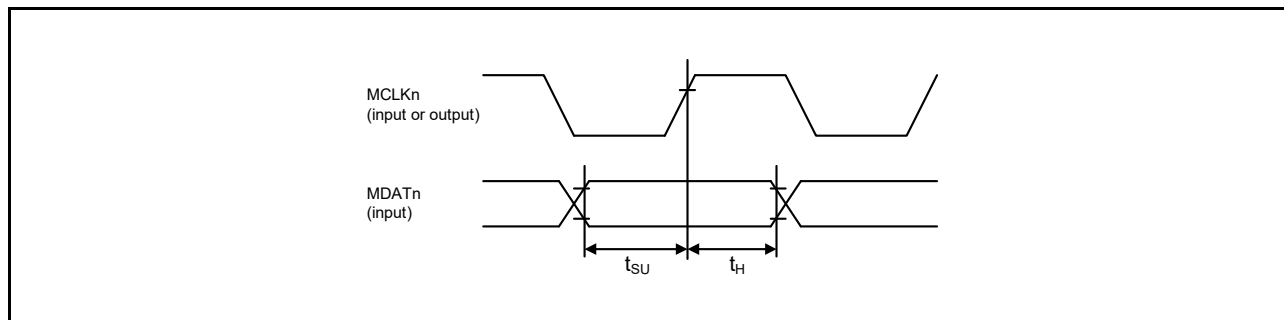 MCLKn
(input or output)
MDATn
(input)
tSU
tH